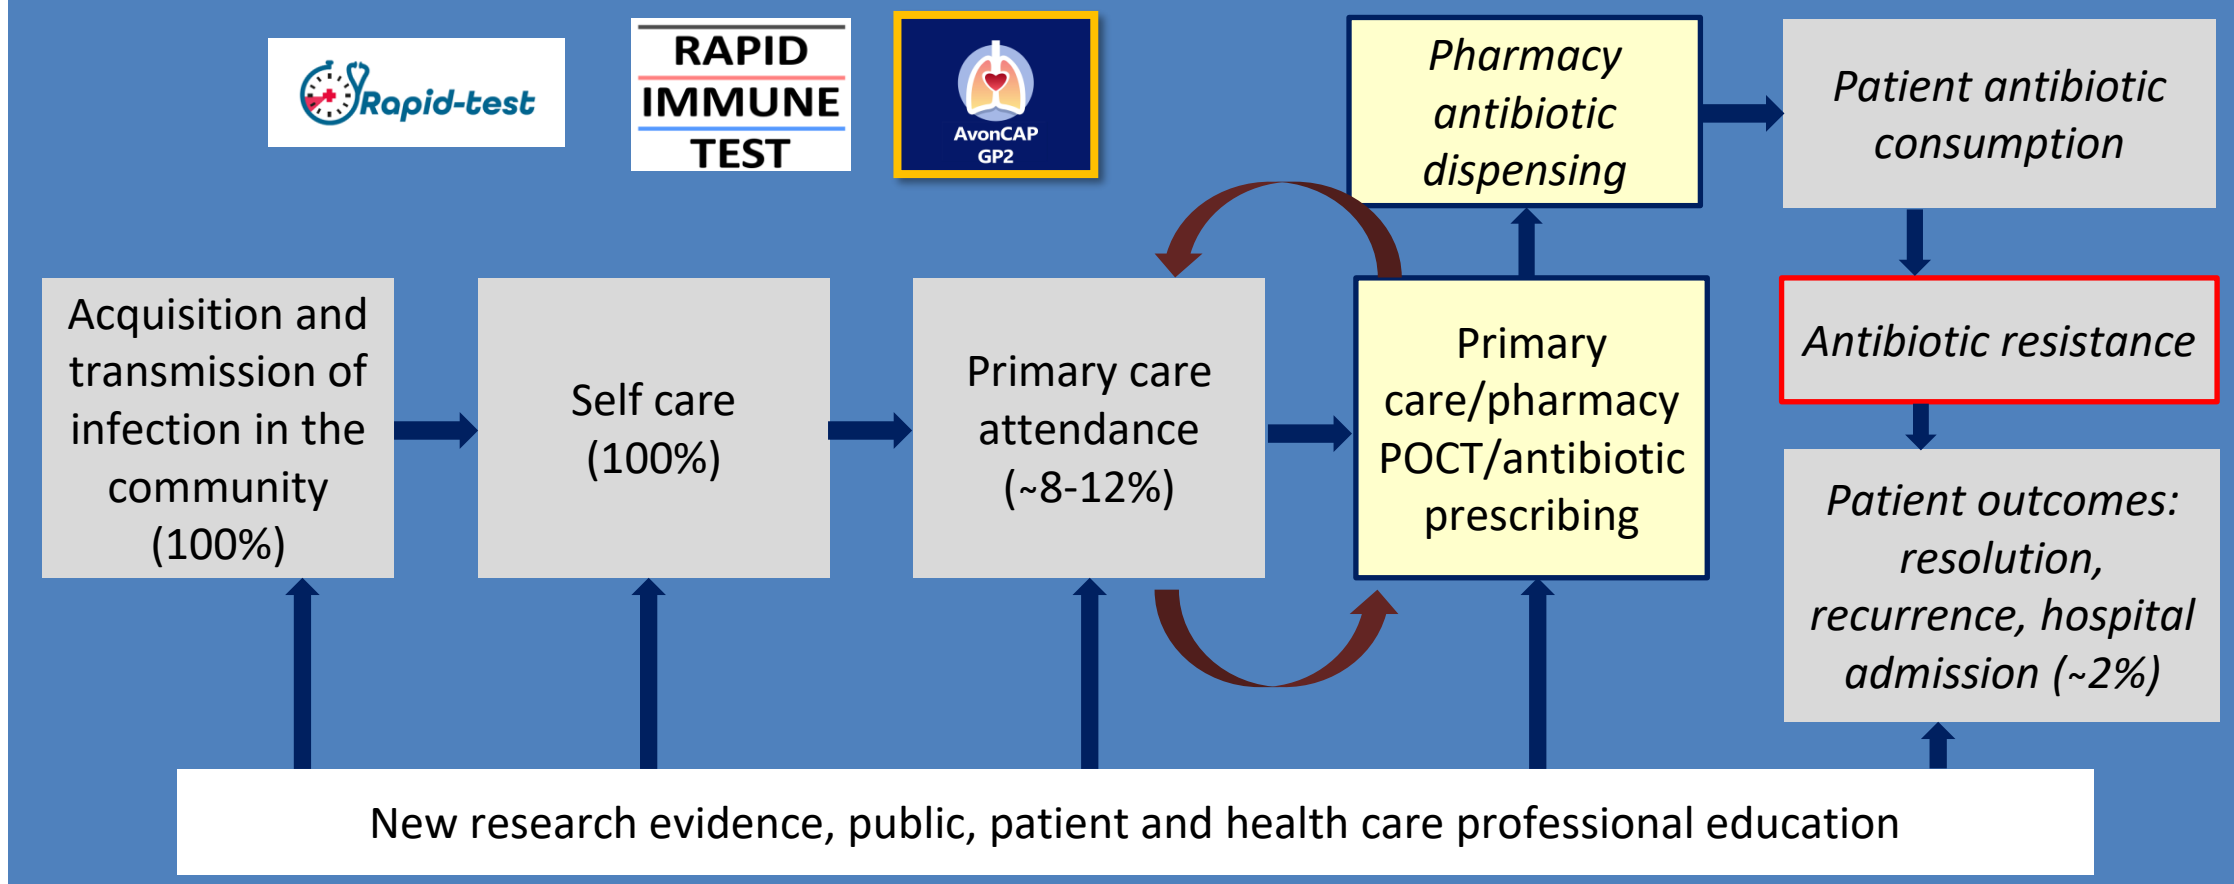 Rapid-test
RAPID
IMMUNE
TEST
AvonCAP
GP2
Pharmacy
antibiotic
dispensing
Patient antibiotic
consumption
Acquisition and
transmission of
infection in the
community
(100%)
Self care
(100%)
Primary care
attendance
(~8-12%)
Primary
care/pharmacy
POCT/antibiotic
prescribing
Antibiotic resistance
Patient outcomes:
resolution,
recurrence, hospital
admission (~2%)
New research evidence, public, patient and health care professional education